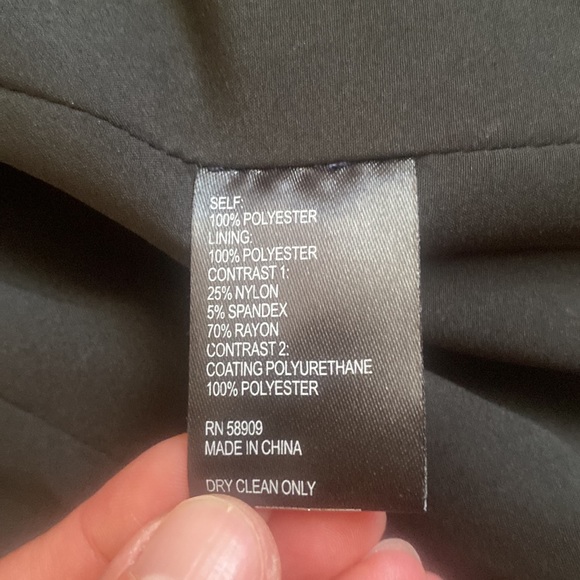 SELF:
100% POLYESTER
LINING:
100% POLYESTER
CONTRAST 1:
25% NYLON
5% SPANDEX
70% RAYON
CONTRAST 2:
COATING POLYURETHANE
100% POLYESTER
RN 58909
MADE IN CHINA
DRY CLEAN ONLY